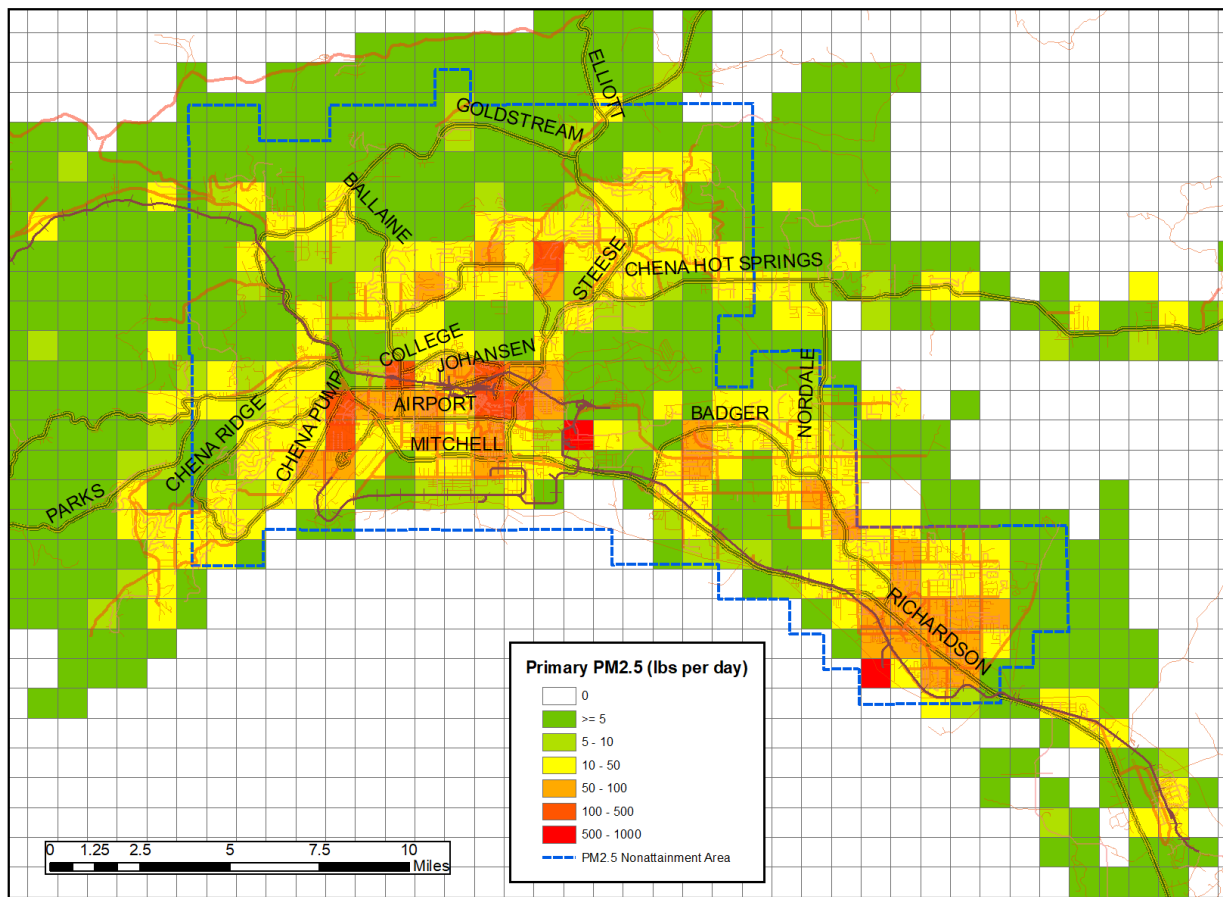 ELLIOTT
GOLDSTREAM
BALLAINE
STEESE
CHENA HOT SPRINGS
COLLEGE
JOHANSEN
NORDALE
CHENA PUMP
AIRPORT
BADGER
CHENA RIDGE
MITCHELL
PARKS
RICHARDSON
Primary PM2.5 (lbs per day)
0
>= 5
5 - 10
10 - 50
50 - 100
100 - 500
500 - 1000
PM2.5 Nonattainment Area
0 1.25 2.5 5 7.5 10
Miles